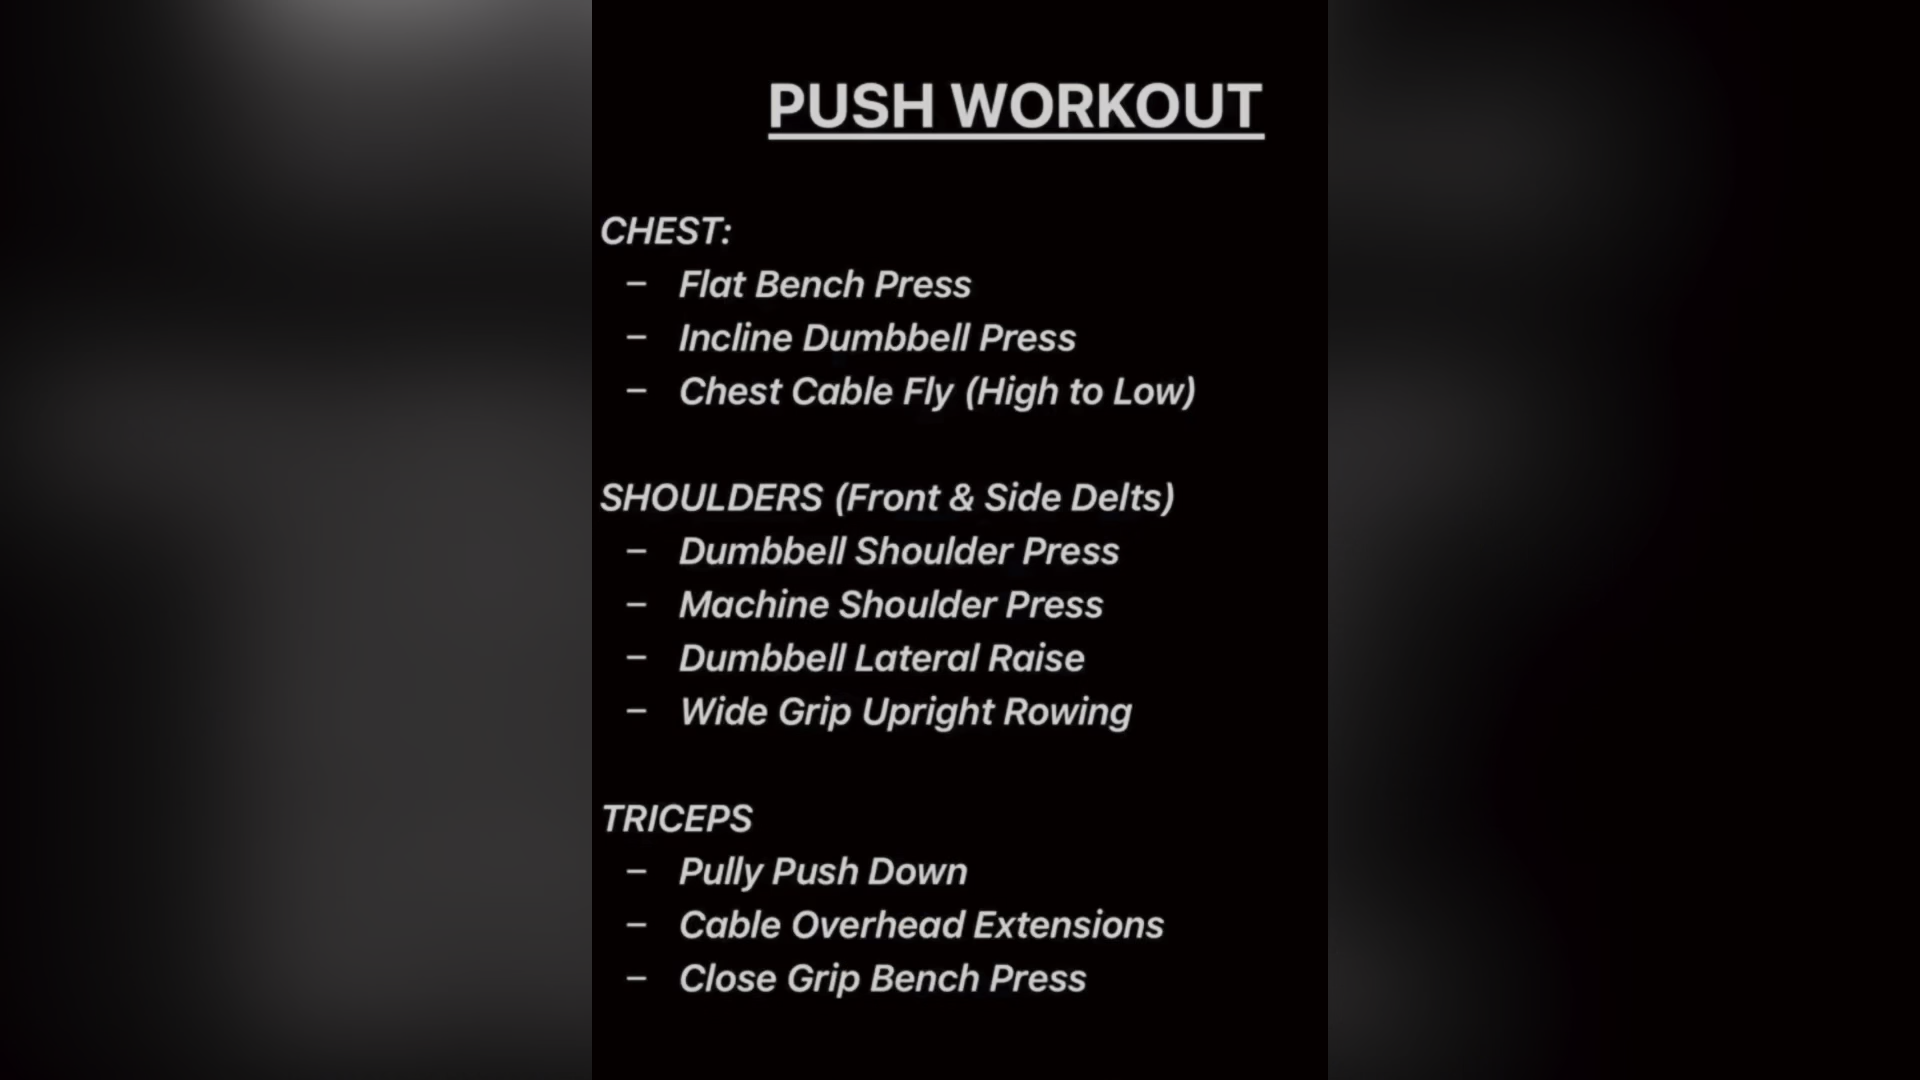 PUSH WORKOUT
CHEST:
– Flat Bench Press
– Incline Dumbbell Press
– Chest Cable Fly (High to Low)
SHOULDERS (Front & Side Delts)
– Dumbbell Shoulder Press
– Machine Shoulder Press
– Dumbbell Lateral Raise
– Wide Grip Upright Rowing
TRICEPS
– Pully Push Down
– Cable Overhead Extensions
– Close Grip Bench Press